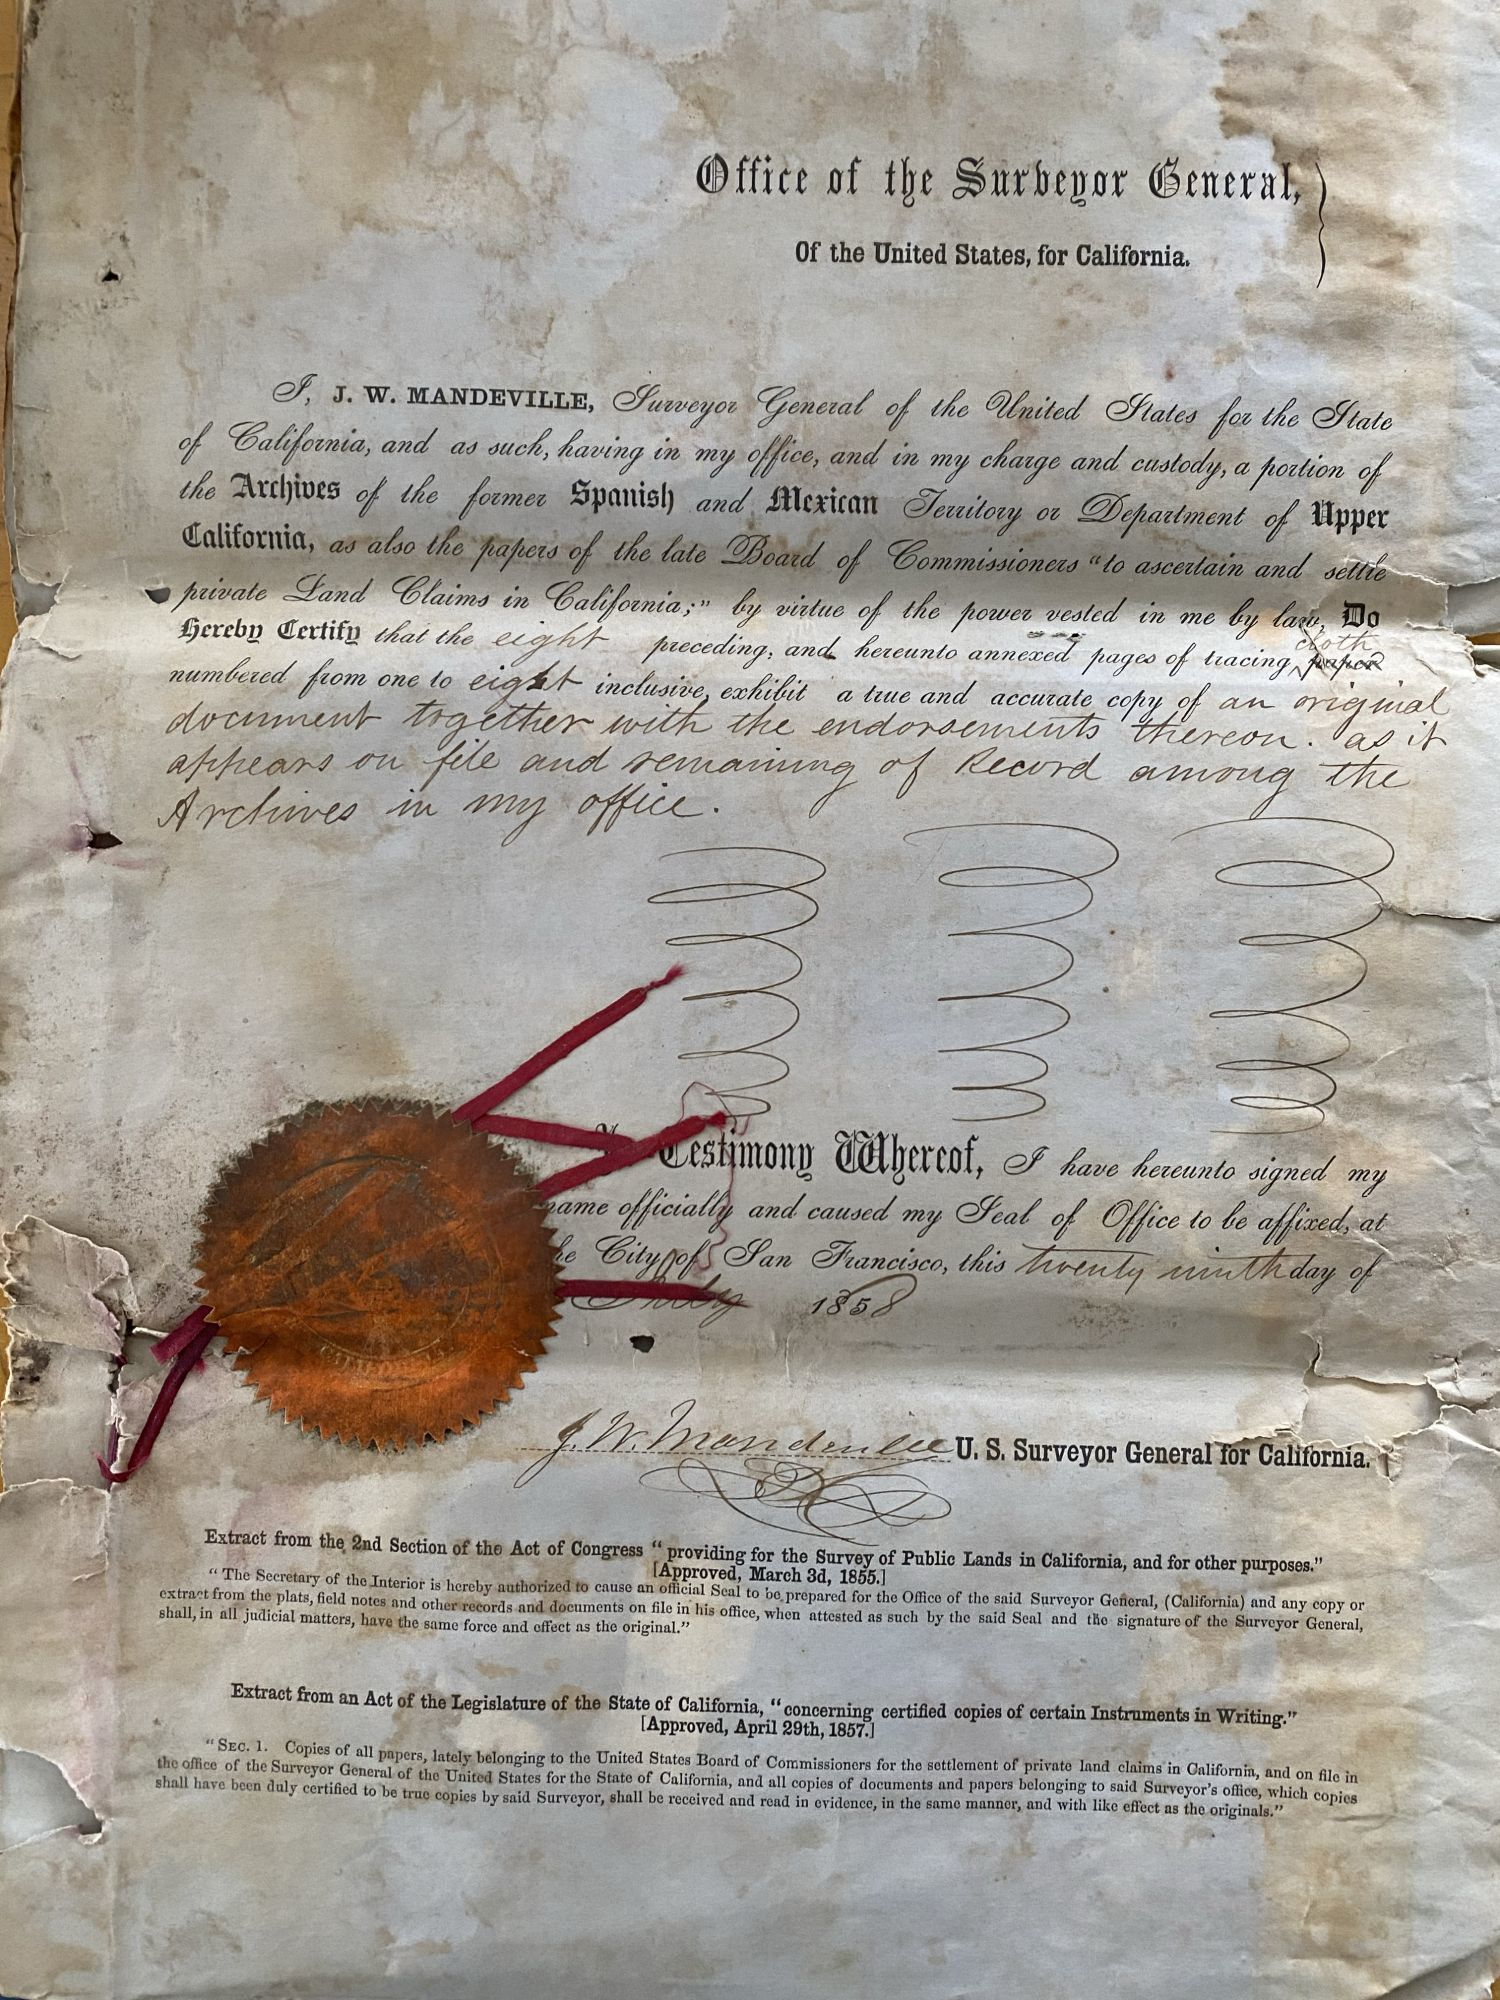 Office of the Surveyor General,
Of the United States, for California.
I, J. W. MANDEVILLE, Surveyor General of the United States for the State
of California, and as such, having in my office, and in my charge and custody, a portion of
the Archives of the former Spanish and Mexican Territory or Department of Upper
California, as also the papers of the late Board of Commissioners "to ascertain and settle
private Land Claims in California;" by virtue of the power vested in me by law, Do
cloth
Hereby Certify that the eight preceding, and hereunto annexed pages of tracing paper
numbered from one to eight inclusive, exhibit a true and accurate copy of an original
document together with the endorsements thereon. as it
appears on file and remaining of Record among the
Archives in my office.
Testimony Whereof, I have hereunto signed my
name officially and caused my Seal of Office to be affixed, at
he City of San Francisco, this twenty ninth day of
July 1858
J. W. Mandeville U. S. Surveyor General for California.
Extract from the 2nd Section of the Act of Congress "providing for the Survey of Public Lands in California, and for other purposes."
[Approved, March 3d, 1855.]
"The Secretary of the Interior is hereby authorized to cause an official Seal to be prepared for the Office of the said Surveyor General, (California) and any copy or
extract from the plats, field notes and other records and documents on file in his office, when attested as such by the said Seal and the signature of the Surveyor General,
shall, in all judicial matters, have the same force and effect as the original."
Extract from an Act of the Legislature of the State of California, "concerning certified copies of certain Instruments in Writing."
[Approved, April 29th, 1857.]
"SEC. 1. Copies of all papers, lately belonging to the United States Board of Commissioners for the settlement of private land claims in California, and on file in
the office of the Surveyor General of the United States for the State of California, and all copies of documents and papers belonging to said Surveyor's office, which copies
shall have been duly certified to be true copies by said Surveyor, shall be received and read in evidence, in the same manner, and with like effect as the originals."